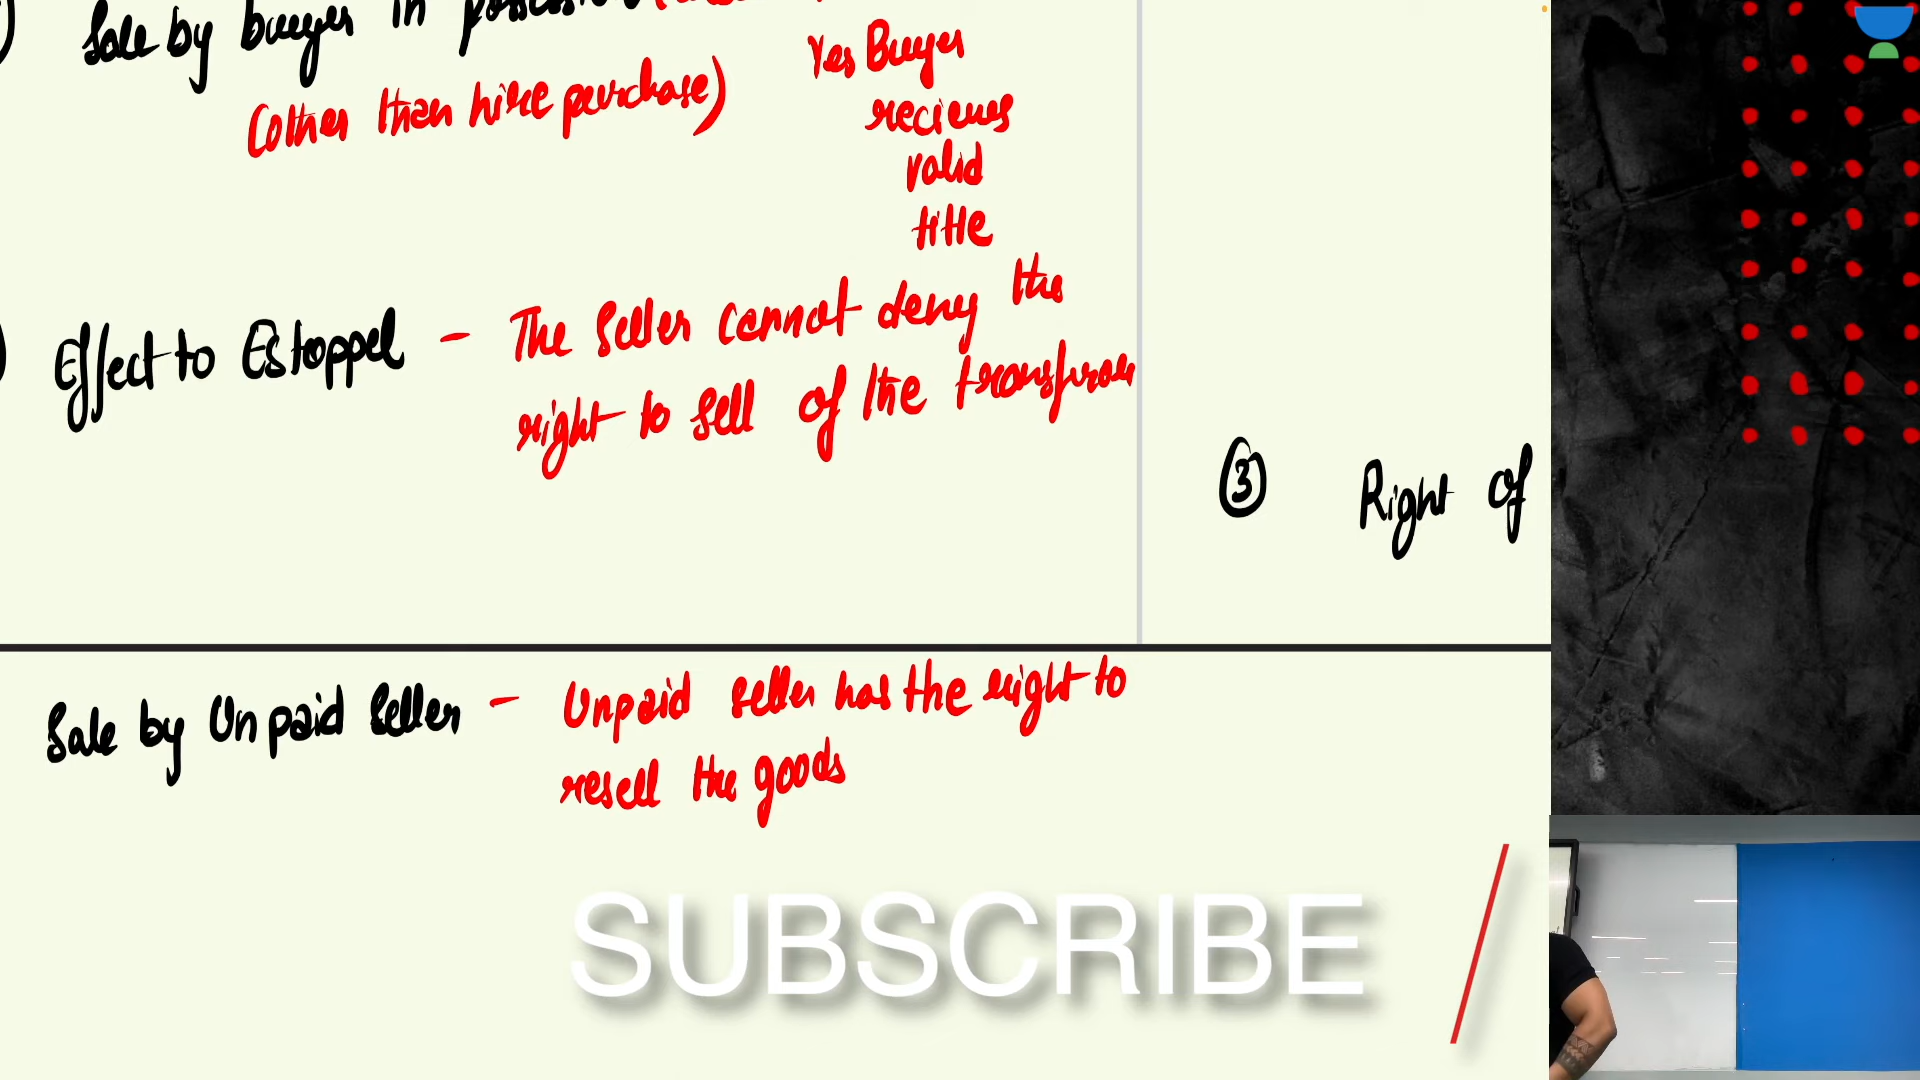 Sale by buyer in
(other than hire purchase)
Yes Buyer
recieves
valid
title
Effect to Estoppel - The Seller cannot deny the
right to sell of the
Sale by Unpaid Seller - Unpaid seller has the right to
resell the goods
③ Right of
SUBSCRIBE